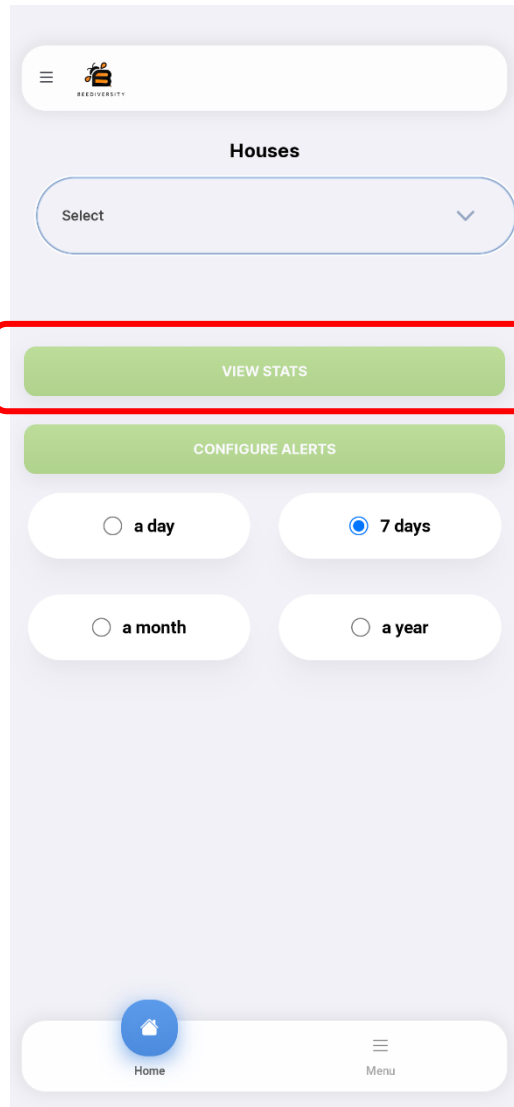 BEEDIVERSITY
Houses
Select
VIEW STATS
CONFIGURE ALERTS
a day
7 days
a month
a year
Home
Menu